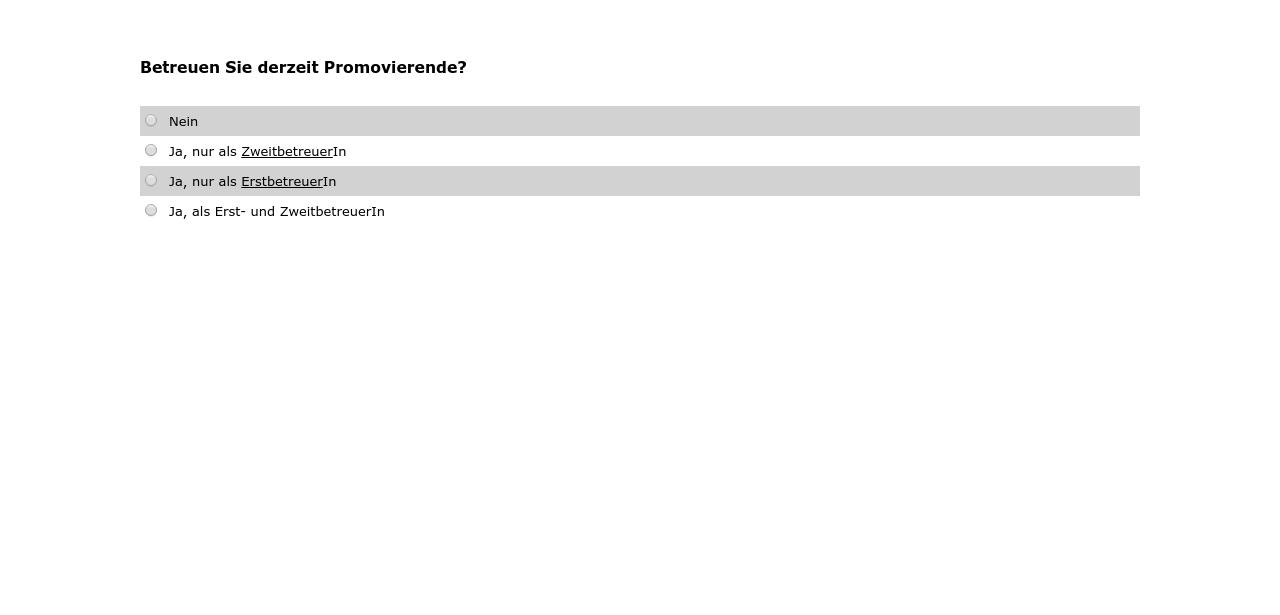 Betreuen Sie derzeit Promovierende?
Nein
Ja, nur als ZweitbetreuerIn
Ja, nur als ErstbetreuerIn
Ja, als Erst- und ZweitbetreuerIn